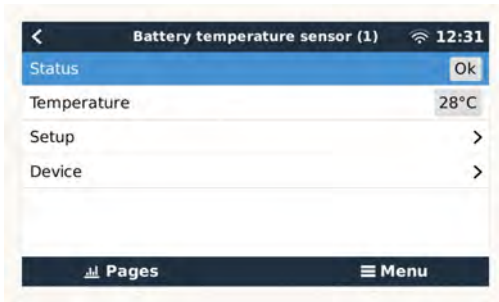 Battery temperature sensor (1) 12:31
Status Ok
Temperature 28°C
Setup
Device
Pages Menu